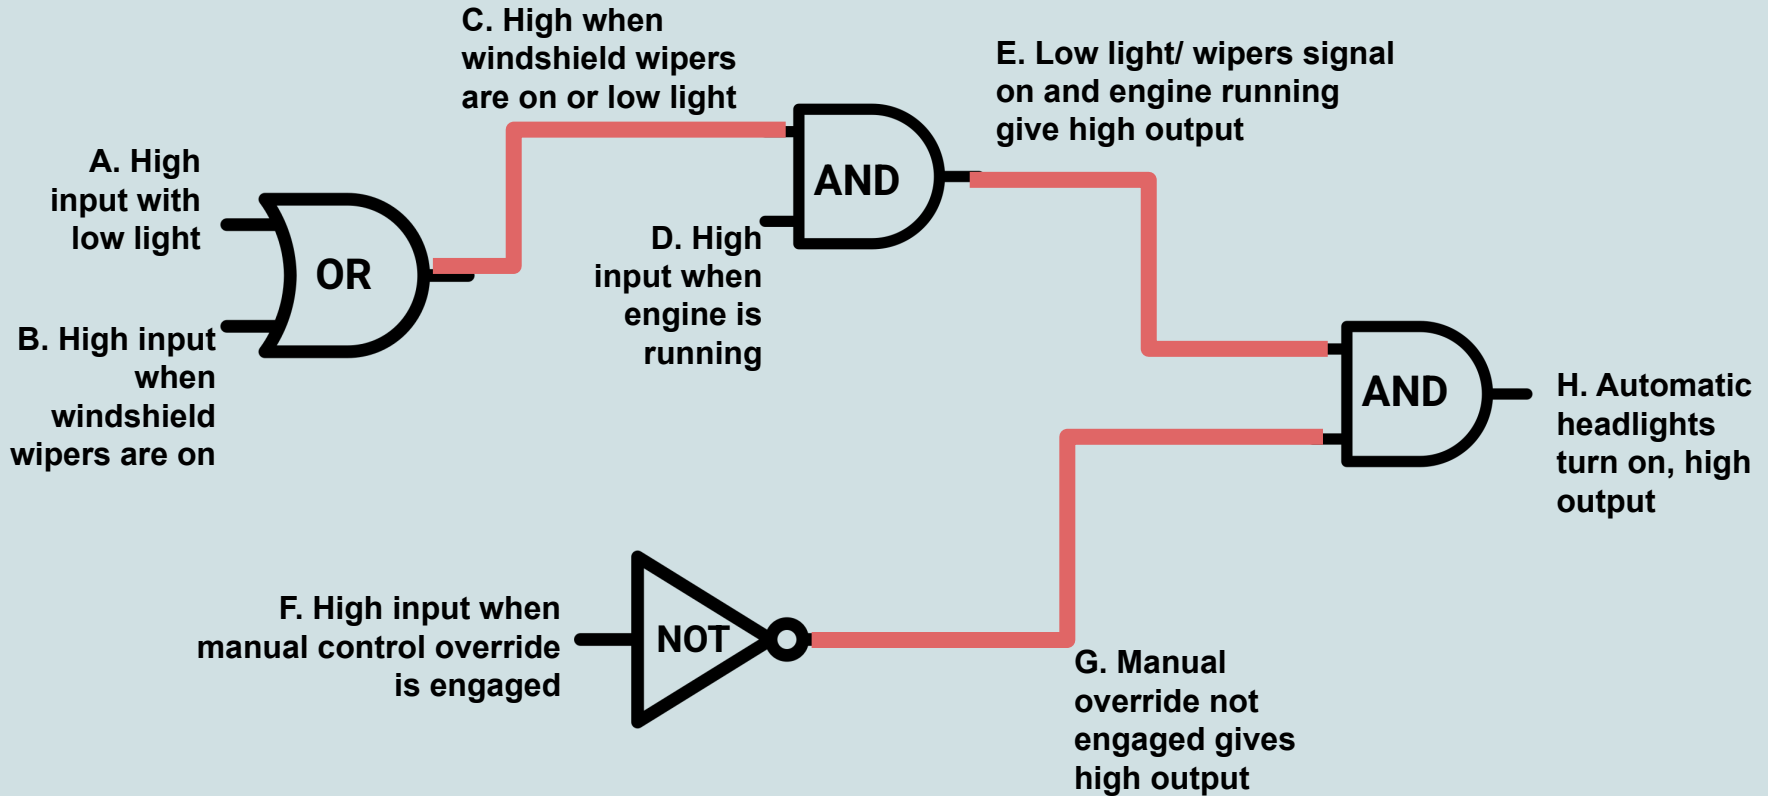 C. High when
windshield wipers
are on or low light
E. Low light/ wipers signal
on and engine running
give high output
A. High
input with
low light
AND
OR
D. High
input when
engine is
running
B. High input
when
windshield
wipers are on
AND
H. Automatic
headlights
turn on, high
output
F. High input when
manual control override
is engaged
NOT
G. Manual
override not
engaged gives
high output